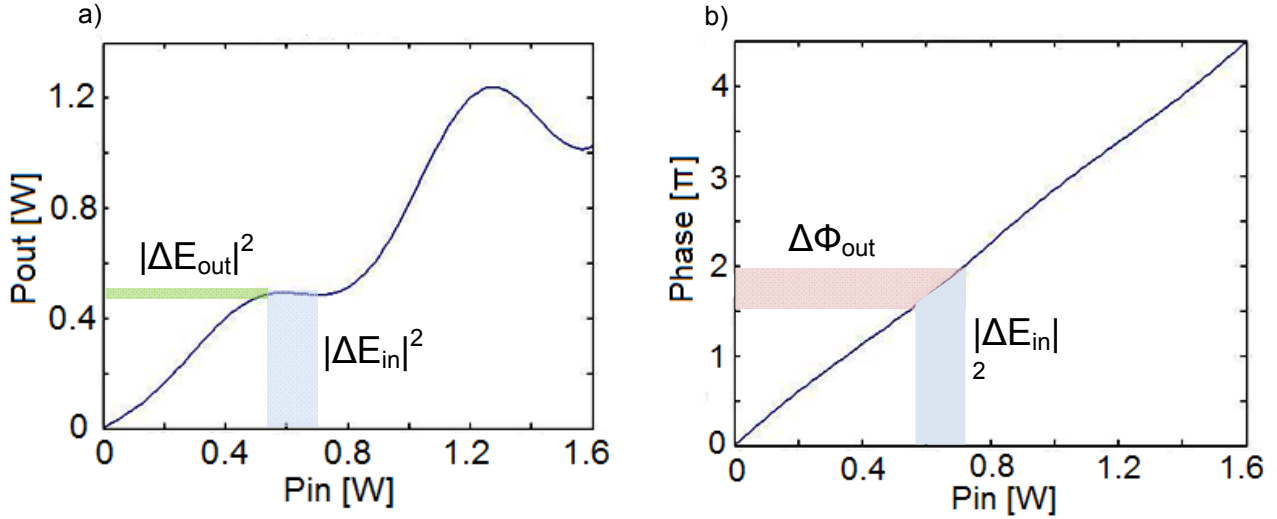 a)
1.2
0.8
0.4
0
Pout [W]
|ΔEout|²
|ΔEin|²
0 0.4 0.8 1.2 1.6
Pin [W]
b)
4
3
2
1
0
Phase [π]
ΔΦout
|ΔEin|
2
0 0.4 0.8 1.2 1.6
Pin [W]